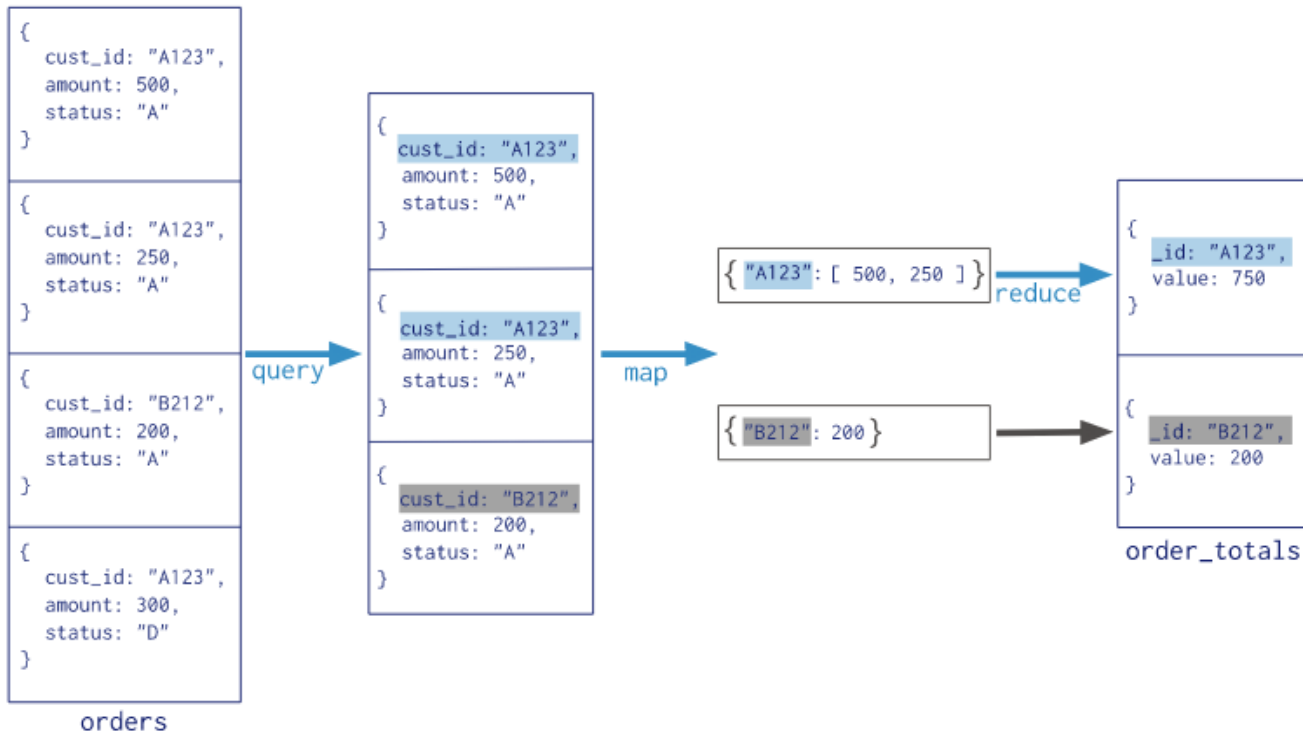 {
cust_id: "A123",
amount: 500,
status: "A"
}
{
cust_id: "A123",
amount: 250,
status: "A"
}
{
cust_id: "B212",
amount: 200,
status: "A"
}
{
cust_id: "A123",
amount: 300,
status: "D"
}
orders
query
{
cust_id: "A123",
amount: 500,
status: "A"
}
{
cust_id: "A123",
amount: 250,
status: "A"
}
{
cust_id: "B212",
amount: 200,
status: "A"
}
map
{ "A123": [ 500, 250 ] }
{ "B212": 200 }
reduce
{
_id: "A123",
value: 750
}
{
_id: "B212",
value: 200
}
order_totals